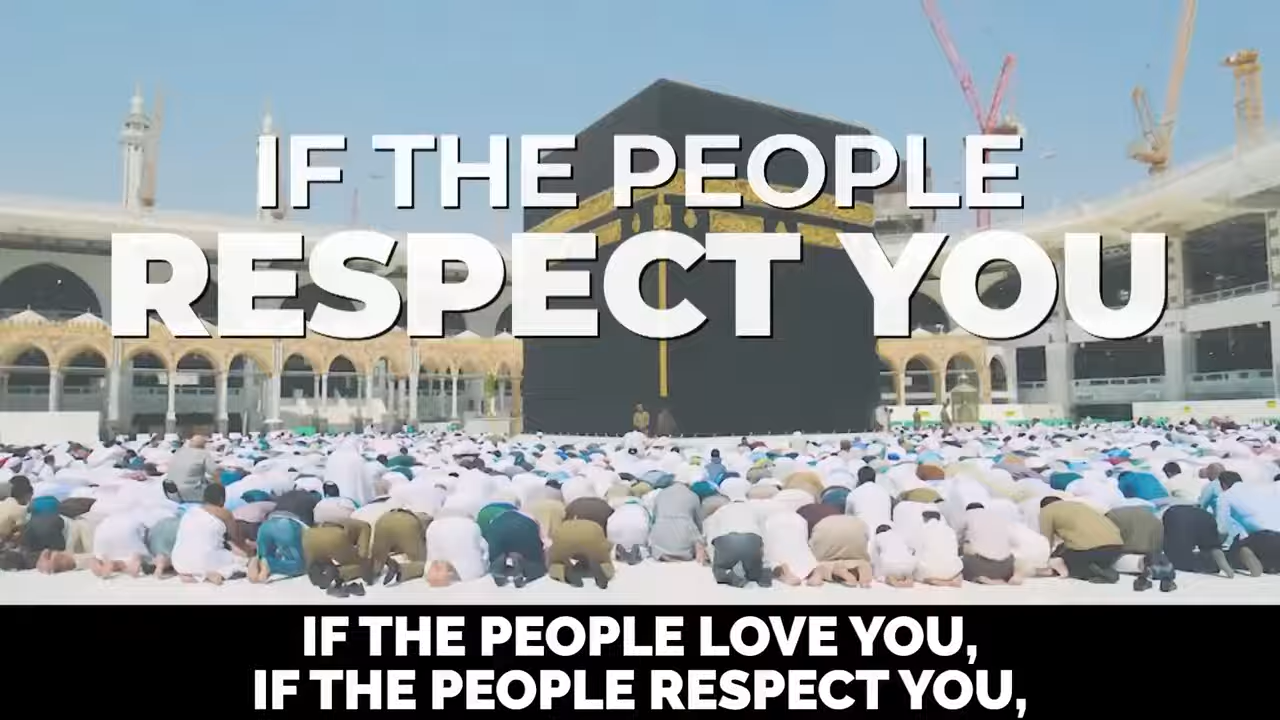 IF THE PEOPLE
RESPECT YOU
IF THE PEOPLE LOVE YOU,
IF THE PEOPLE RESPECT YOU,